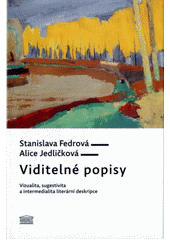 Stanislava Fedrová
Alice Jedličková
Viditelné popisy
Vizualita, sugestivita
a intermedialita literární deskripce